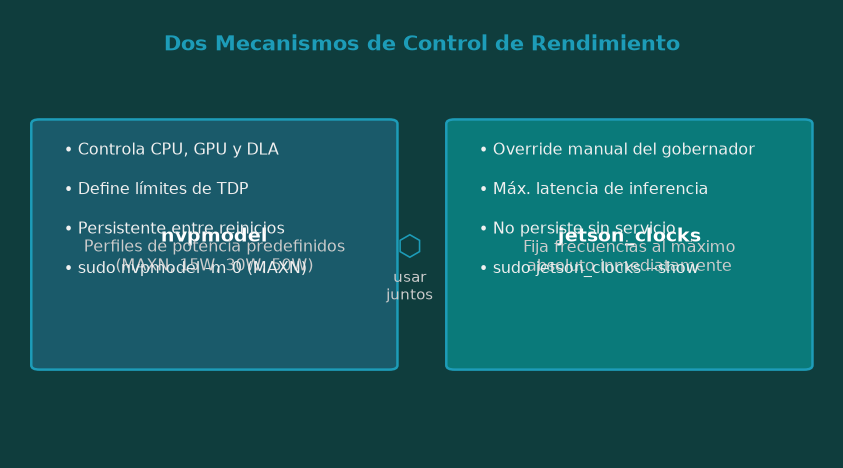 Dos Mecanismos de Control de Rendimiento
• Controla CPU, GPU y DLA
• Define límites de TDP
• Persistente entre reinicios
nvpmodel
Perfiles de potencia predefinidos
(MAXN, 15W, 30W, 50W)
• sudo nvpmodel -m 0 (MAXN)
usar
juntos
• Override manual del gobernador
• Máx. latencia de inferencia
• No persiste sin servicio
jetson_clocks
Fija frecuencias al máximo
absoluto inmediatamente
• sudo jetson_clocks --show